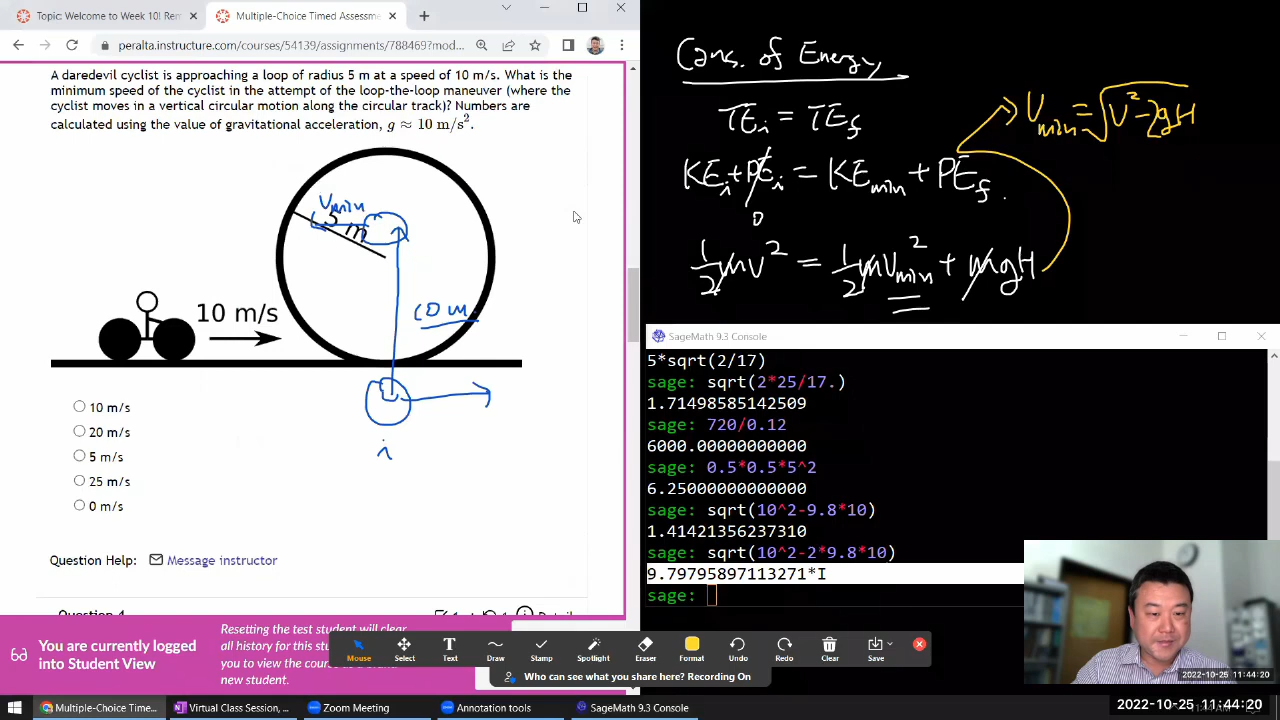 Topic: Welcome to Week 10! Rem
Multiple-Choice Timed Assessme
peralta.instructure.com/courses/54139/assignments/788469?mod...
A daredevil cyclist is approaching a loop of radius 5 m at a speed of 10 m/s. What is the
minimum speed of the cyclist in the attempt of the loop-the-loop maneuver (where the
cyclist moves in a vertical circular motion along the circular track)? Numbers are
calculated using the value of gravitational acceleration, g ≈ 10 m/s².
Vmin
5 m
10 m/s
10 m
i
10 m/s
20 m/s
5 m/s
25 m/s
0 m/s
Question Help: Message instructor
You are currently logged
into Student View
Resetting the test student will clear
all history for this stu
you to view the course as a bran
new student.
Cons. of Energy
TEi = TEf
KEi + PEi = KEmin + PEf
0
1/2 mv² = 1/2 mvmin² + mgH
Vmin = √V² - 2gH
SageMath 9.3 Console
5*sqrt(2/17)
sage: sqrt(2*25/17.)
1.71498585142509
sage: 720/0.12
6000.00000000000
sage: 0.5*0.5*5^2
6.25000000000000
sage: sqrt(10^2-9.8*10)
1.41421356237310
sage: sqrt(10^2-2*9.8*10)
9.79795897113271*I
sage:
Mouse Select Text Draw Stamp Spotlight Eraser Format Undo Redo Clear Save
Who can see what you share here? Recording On
2022-10-25 11:44:20
Multiple-Choice Time... Virtual Class Session, ... Zoom Meeting Annotation tools SageMath 9.3 Console
2022-10-25 11:44:20